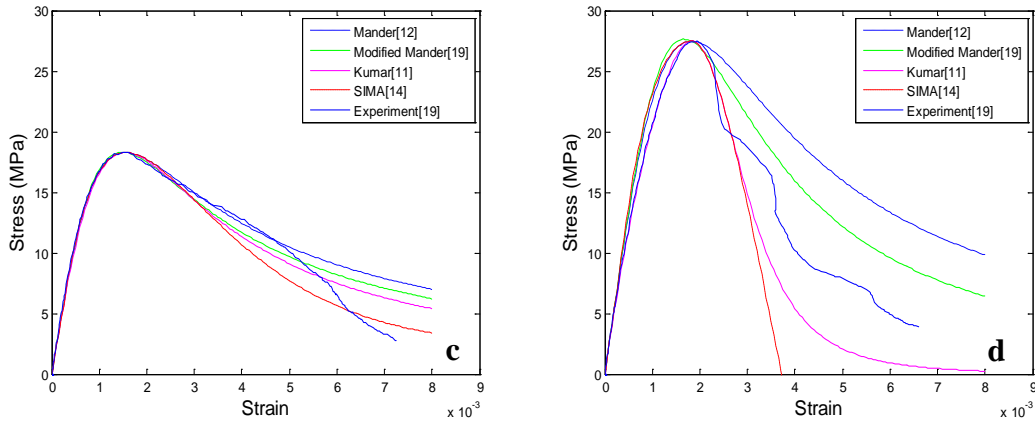 30
25
20
15
10
5
0
Stress (MPa)
Mander[12]
Modified Mander[19]
Kumar[11]
SIMA[14]
Experiment[19]
c
0 1 2 3 4 5 6 7 8 9
Strain
x 10⁻³
30
25
20
15
10
5
0
Stress (MPa)
Mander[12]
Modified Mander[19]
Kumar[11]
SIMA[14]
Experiment[19]
d
0 1 2 3 4 5 6 7 8 9
Strain
x 10⁻³